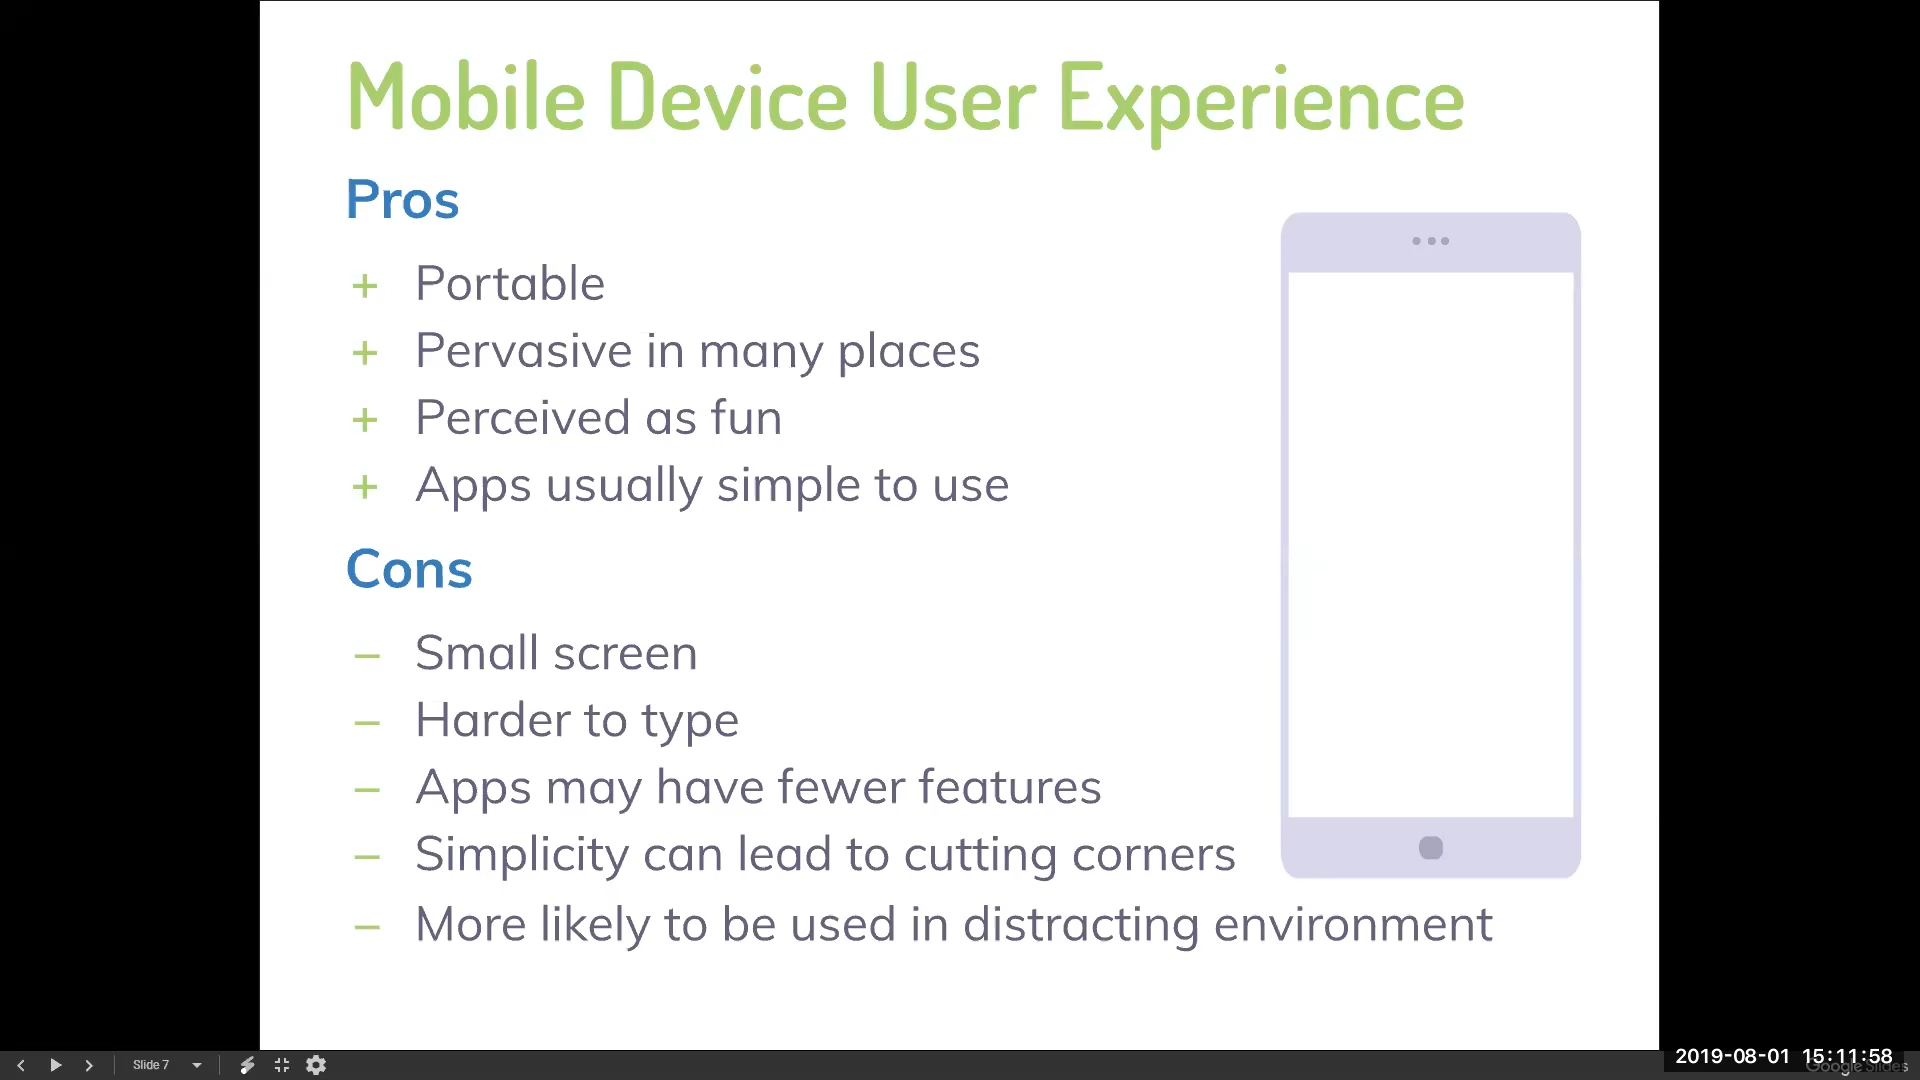 Mobile Device User Experience
Pros
+ Portable
+ Pervasive in many places
+ Perceived as fun
+ Apps usually simple to use
Cons
– Small screen
– Harder to type
– Apps may have fewer features
– Simplicity can lead to cutting corners
– More likely to be used in distracting environment
Slide 7
2019-08-01 15:11:58
Google Slides